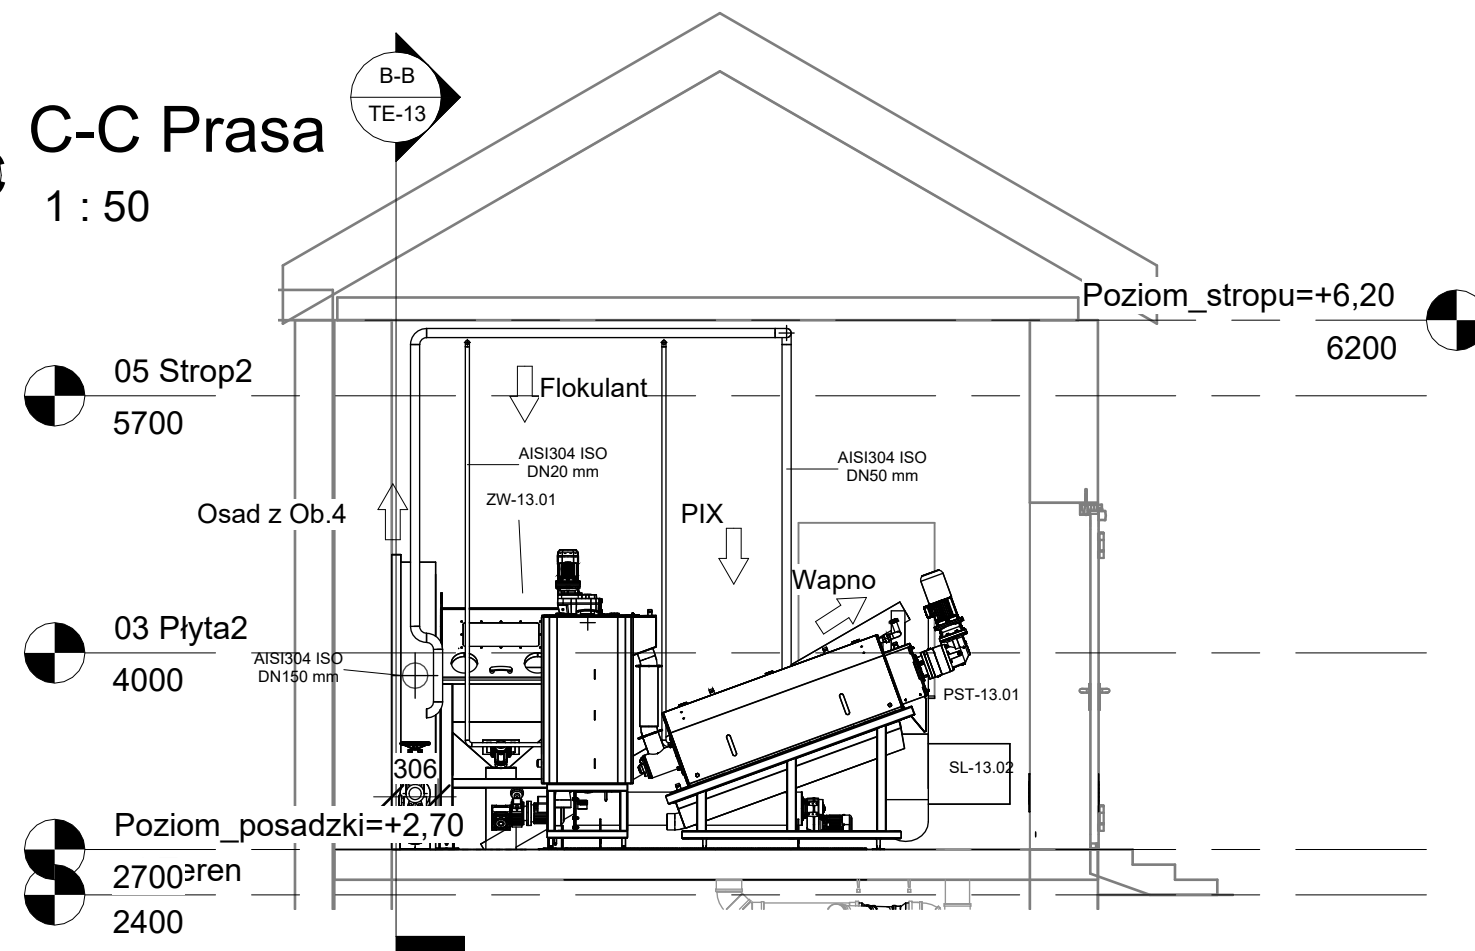 B-B
TE-13
C-C Prasa
1 : 50
Poziom_stropu=+6,20
6200
05 Strop2
5700
Flokulant
AISI304 ISO
DN20 mm
AISI304 ISO
DN50 mm
ZW-13.01
Osad z Ob.4
PIX
Wapno
03 Płyta2
4000
AISI304 ISO
DN150 mm
PST-13.01
SL-13.02
306
Poziom_posadzki=+2,70
2700
eren
2400